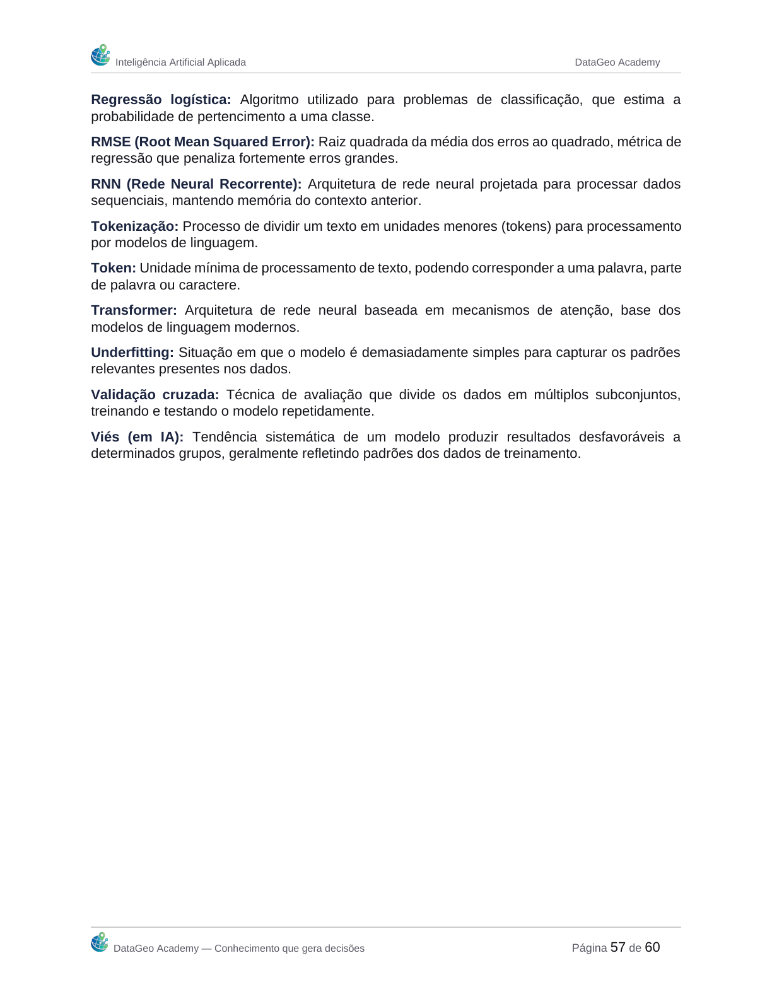 Inteligência Artificial Aplicada DataGeo Academy
Regressão logística: Algoritmo utilizado para problemas de classificação, que estima a
probabilidade de pertencimento a uma classe.
RMSE (Root Mean Squared Error): Raiz quadrada da média dos erros ao quadrado, métrica de
regressão que penaliza fortemente erros grandes.
RNN (Rede Neural Recorrente): Arquitetura de rede neural projetada para processar dados
sequenciais, mantendo memória do contexto anterior.
Tokenização: Processo de dividir um texto em unidades menores (tokens) para processamento
por modelos de linguagem.
Token: Unidade mínima de processamento de texto, podendo corresponder a uma palavra, parte
de palavra ou caractere.
Transformer: Arquitetura de rede neural baseada em mecanismos de atenção, base dos
modelos de linguagem modernos.
Underfitting: Situação em que o modelo é demasiadamente simples para capturar os padrões
relevantes presentes nos dados.
Validação cruzada: Técnica de avaliação que divide os dados em múltiplos subconjuntos,
treinando e testando o modelo repetidamente.
Viés (em IA): Tendência sistemática de um modelo produzir resultados desfavoráveis a
determinados grupos, geralmente refletindo padrões dos dados de treinamento.
DataGeo Academy — Conhecimento que gera decisões Página 57 de 60